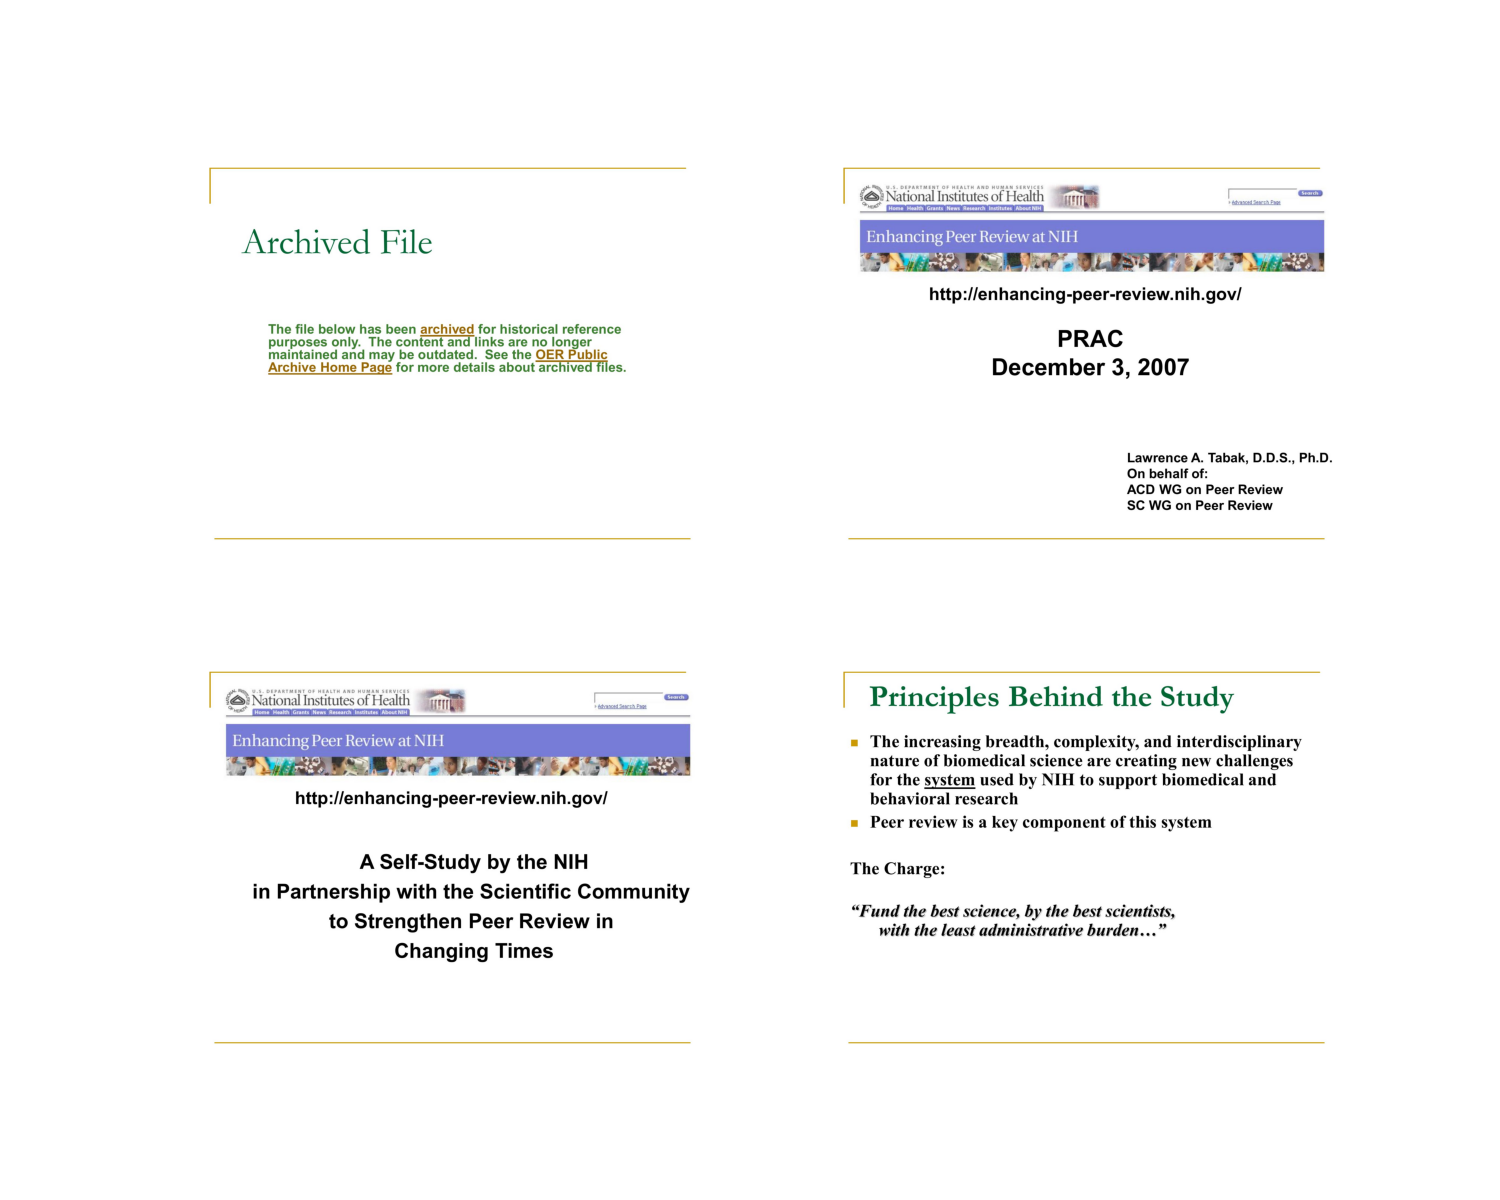 Archived File
The file below has been archived for historical reference
purposes only.  The content and links are no longer
maintained and may be outdated.  See the OER Public
Archive Home Page for more details about archived files.
U.S. DEPARTMENT OF HEALTH AND HUMAN SERVICES
National Institutes of Health
Home Health Grants News Research Institutes About NIH
Search
Advanced Search Page
Enhancing Peer Review at NIH
http://enhancing-peer-review.nih.gov/
PRAC
December 3, 2007
Lawrence A. Tabak, D.D.S., Ph.D.
On behalf of:
ACD WG on Peer Review
SC WG on Peer Review
U.S. DEPARTMENT OF HEALTH AND HUMAN SERVICES
National Institutes of Health
Home Health Grants News Research Institutes About NIH
Search
Advanced Search Page
Enhancing Peer Review at NIH
http://enhancing-peer-review.nih.gov/
A Self-Study by the NIH
in Partnership with the Scientific Community
to Strengthen Peer Review in
Changing Times
Principles Behind the Study
The increasing breadth, complexity, and interdisciplinary
nature of biomedical science are creating new challenges
for the system used by NIH to support biomedical and
behavioral research
Peer review is a key component of this system
The Charge:
“Fund the best science, by the best scientists,
with the least administrative burden…”